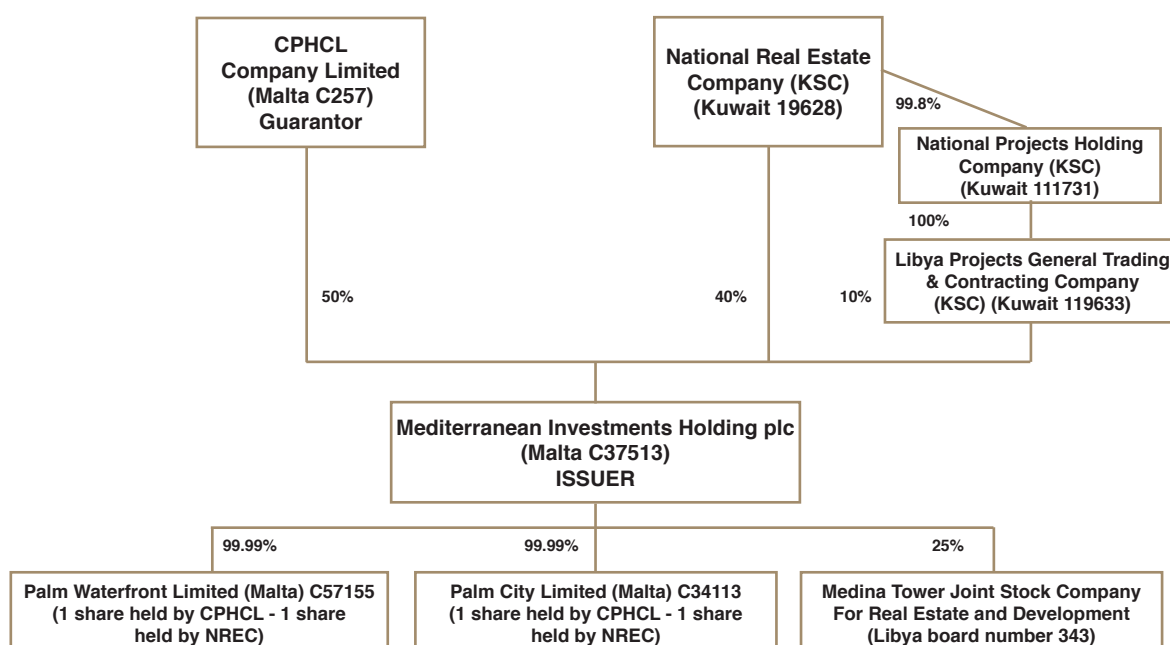 CPHCL
Company Limited
(Malta C257)
Guarantor
National Real Estate
Company (KSC)
(Kuwait 19628)
99.8%
National Projects Holding
Company (KSC)
(Kuwait 111731)
100%
Libya Projects General Trading
& Contracting Company
(KSC) (Kuwait 119633)
50%
40%
10%
Mediterranean Investments Holding plc
(Malta C37513)
ISSUER
99.99%
99.99%
25%
Palm Waterfront Limited (Malta) C57155
(1 share held by CPHCL - 1 share
held by NREC)
Palm City Limited (Malta) C34113
(1 share held by CPHCL - 1 share
held by NREC)
Medina Tower Joint Stock Company
For Real Estate and Development
(Libya board number 343)